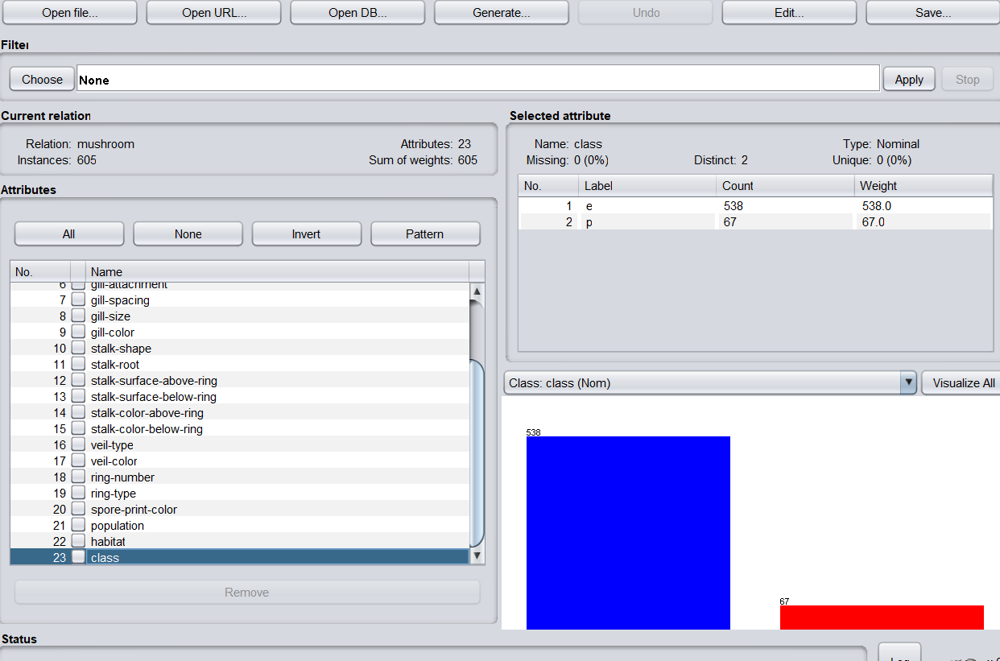 Open file... Open URL... Open DB... Generate... Undo Edit... Save...
Filter
Choose None Apply Stop
Current relation
Relation: mushroom Attributes: 23
Instances: 605 Sum of weights: 605
Selected attribute
Name: class Type: Nominal
Missing: 0 (0%) Distinct: 2 Unique: 0 (0%)
No. Label Count Weight
1 e 538 538.0
2 p 67 67.0
Attributes
All None Invert Pattern
No. Name
6 gill-attachment
7 gill-spacing
8 gill-size
9 gill-color
10 stalk-shape
11 stalk-root
12 stalk-surface-above-ring
13 stalk-surface-below-ring
14 stalk-color-above-ring
15 stalk-color-below-ring
16 veil-type
17 veil-color
18 ring-number
19 ring-type
20 spore-print-color
21 population
22 habitat
23 class
Remove
Class: class (Nom) Visualize All
538
67
Status
Log